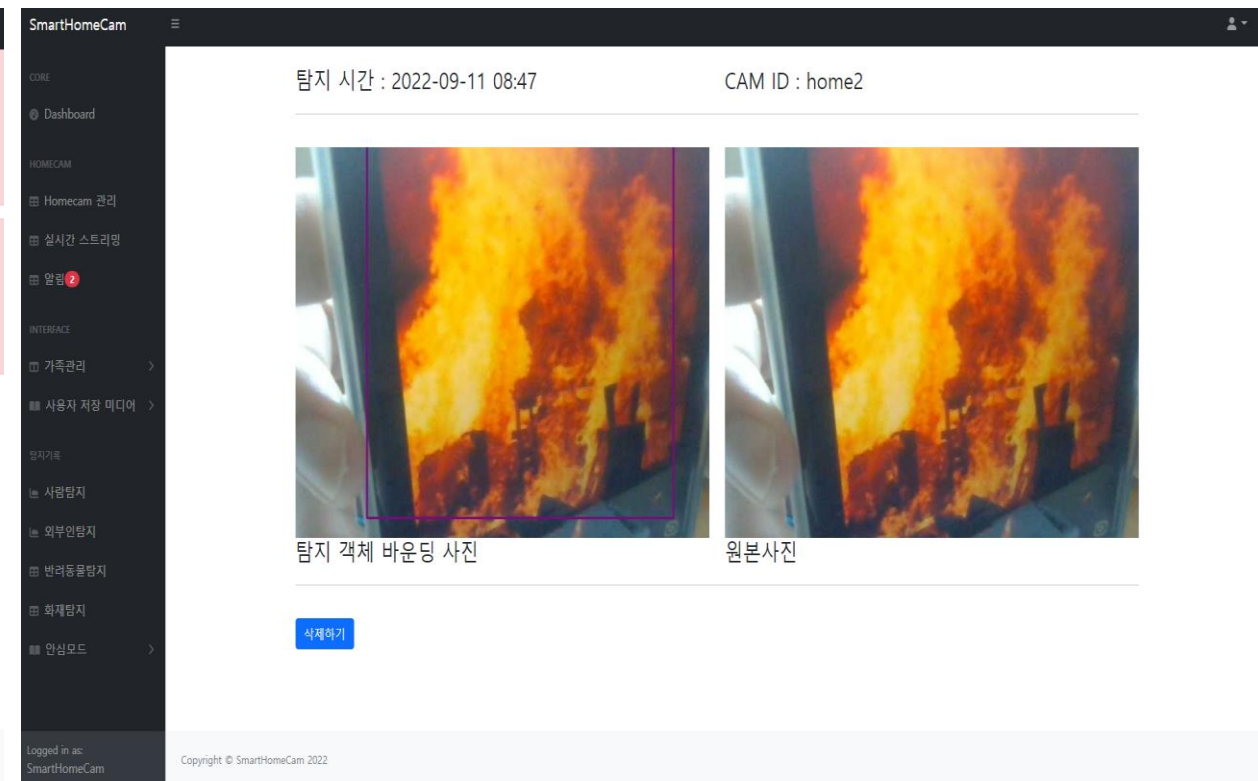 SmartHomeCam
CORE
Dashboard
HOMECAM
Homecam 관리
실시간 스트리밍
알림 2
INTERFACE
가족관리
사용자 저장 미디어
탐지기록
사람탐지
외부인탐지
반려동물탐지
화재탐지
안심모드
Logged in as:
SmartHomeCam
탐지 시간 : 2022-09-11 08:47
CAM ID : home2
탐지 객체 바운딩 사진
원본사진
삭제하기
Copyright © SmartHomeCam 2022